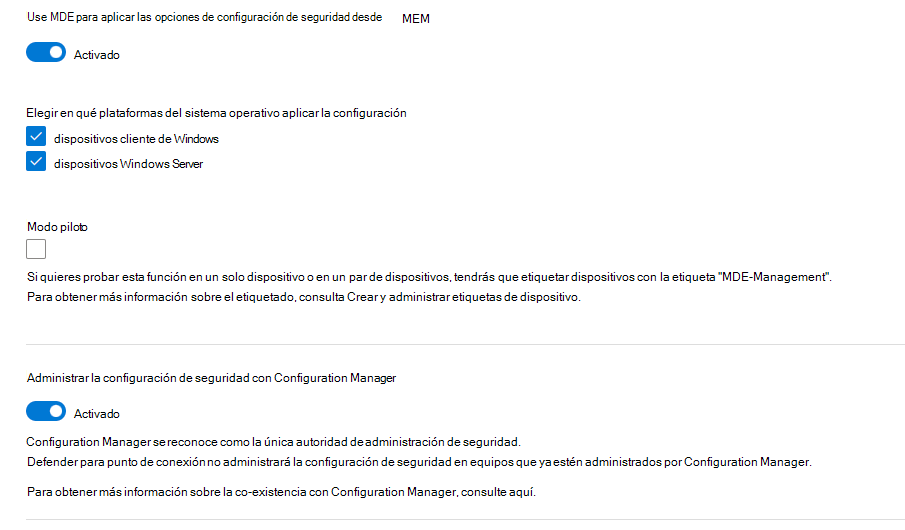 Use MDE para aplicar las opciones de configuración de seguridad desde MEM
Activado
Elegir en qué plataformas del sistema operativo aplicar la configuración
dispositivos cliente de Windows
dispositivos Windows Server
Modo piloto
Si quieres probar esta función en un solo dispositivo o en un par de dispositivos, tendrás que etiquetar dispositivos con la etiqueta "MDE-Management".
Para obtener más información sobre el etiquetado, consulta Crear y administrar etiquetas de dispositivo.
Administrar la configuración de seguridad con Configuration Manager
Activado
Configuration Manager se reconoce como la única autoridad de administración de seguridad.
Defender para punto de conexión no administrará la configuración de seguridad en equipos que ya estén administrados por Configuration Manager.
Para obtener más información sobre la co-existencia con Configuration Manager, consulte aquí.